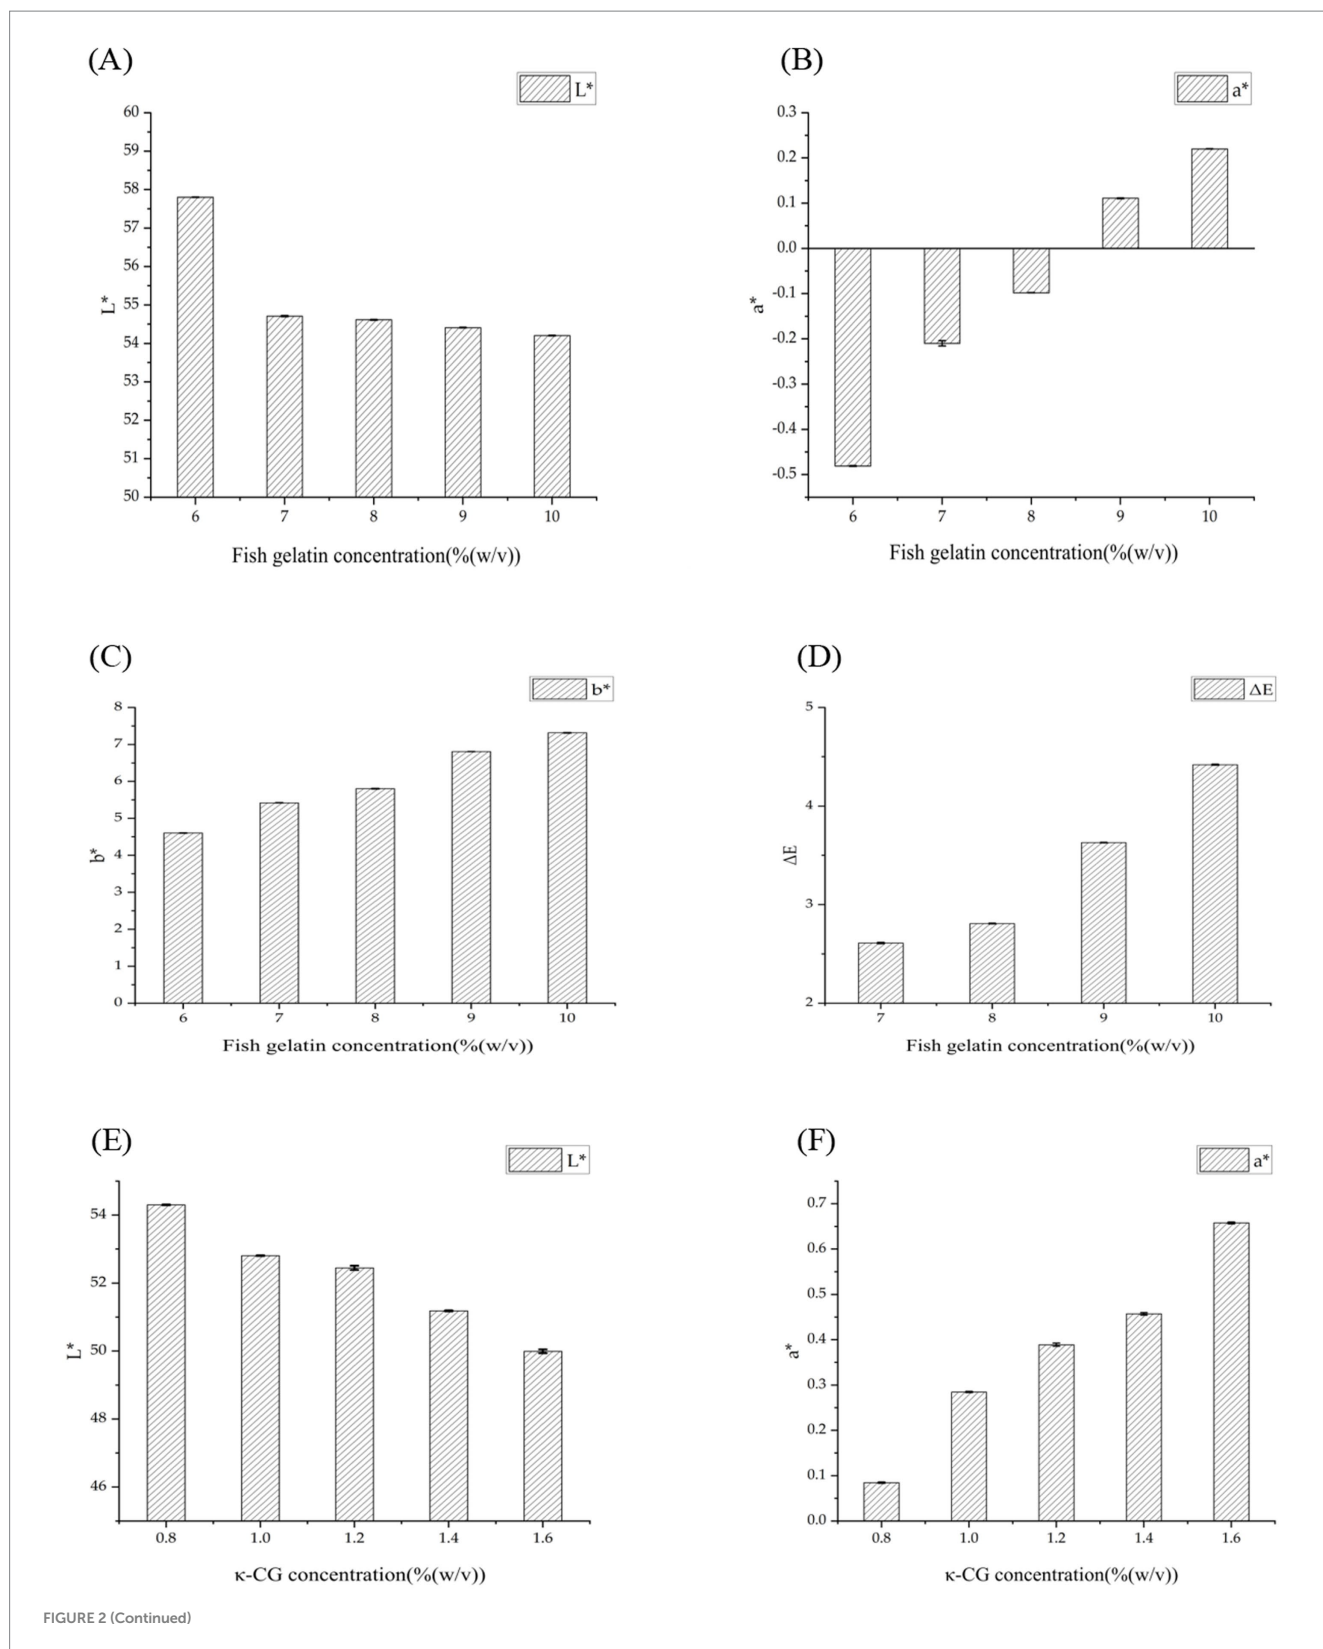 (A)
L*
60
59
58
57
56
55
54
53
52
51
50
L*
6 7 8 9 10
Fish gelatin concentration(%(w/v))
(B)
a*
0.3
0.2
0.1
0.0
-0.1
-0.2
-0.3
-0.4
-0.5
a*
6 7 8 9 10
Fish gelatin concentration(%(w/v))
(C)
b*
8
7
6
5
4
3
2
1
0
b*
6 7 8 9 10
Fish gelatin concentration(%(w/v))
(D)
ΔE
5
4
3
2
ΔE
7 8 9 10
Fish gelatin concentration(%(w/v))
(E)
L*
54
52
50
48
46
L*
0.8 1.0 1.2 1.4 1.6
κ-CG concentration(%(w/v))
(F)
a*
0.7
0.6
0.5
0.4
0.3
0.2
0.1
0.0
a*
0.8 1.0 1.2 1.4 1.6
κ-CG concentration(%(w/v))
FIGURE 2 (Continued)